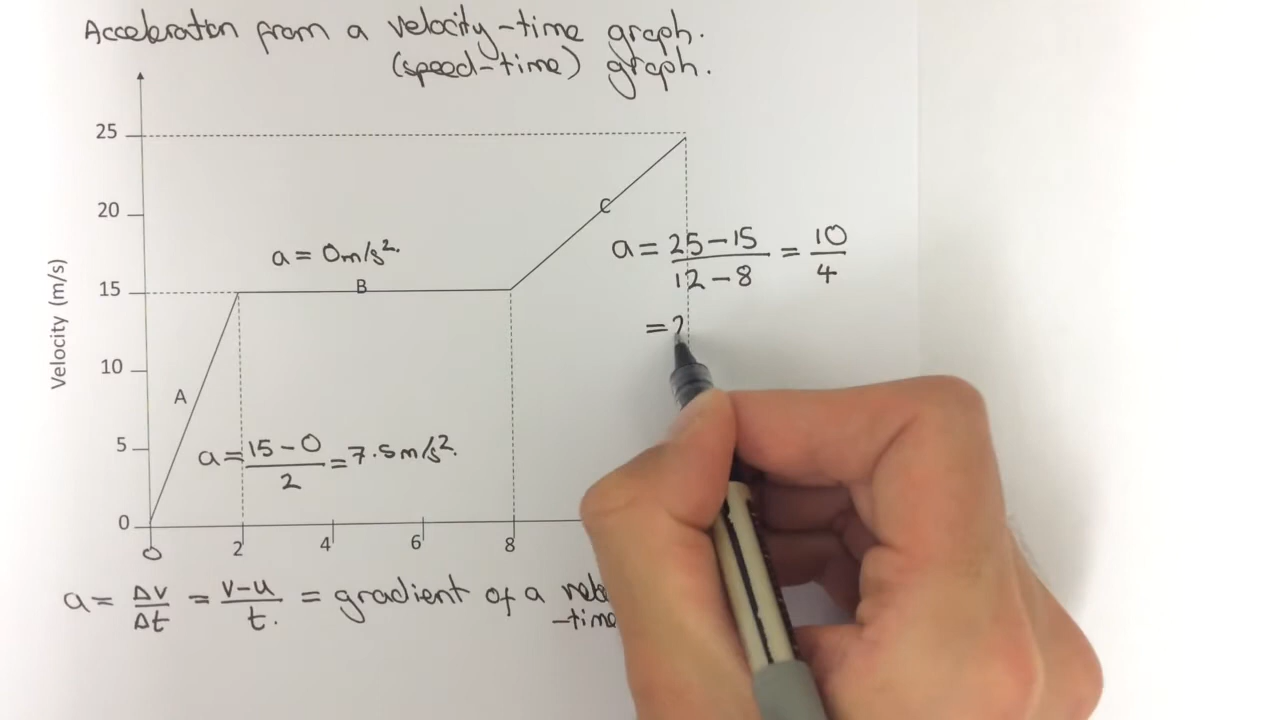 Acceleration from a velocity-time graph.
(speed-time) graph.
25
20
15
10
5
0
Velocity (m/s)
a = 0m/s².
B
C
A
a = 25-15 / 12-8 = 10 / 4
=
a = 15-0 / 2 = 7.5m/s².
0 2 4 6 8
a = Δv / Δt = v-u / t. = gradient of a
-time